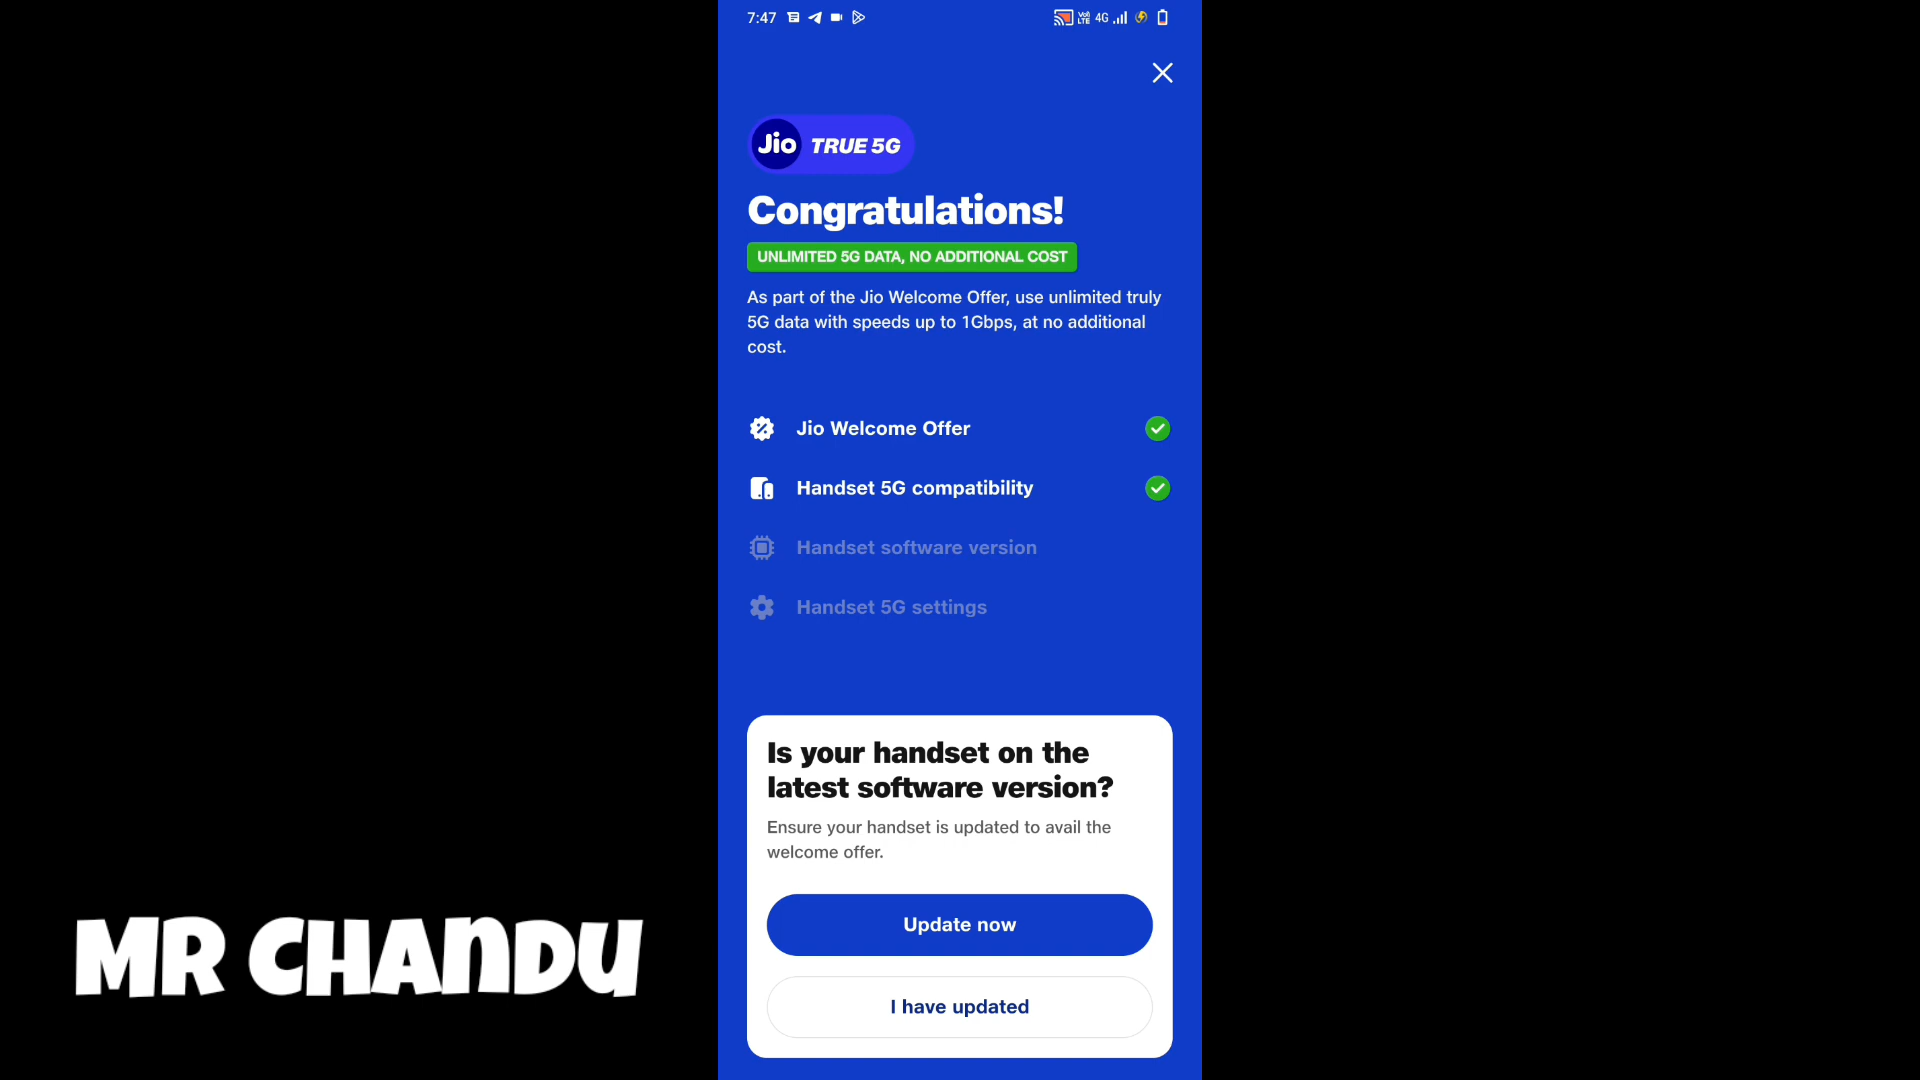 7:47
Vo) LTE 4G
Jio TRUE 5G
Congratulations!
UNLIMITED 5G DATA, NO ADDITIONAL COST
As part of the Jio Welcome Offer, use unlimited truly
5G data with speeds up to 1Gbps, at no additional
cost.
Jio Welcome Offer
Handset 5G compatibility
Handset software version
Handset 5G settings
Is your handset on the
latest software version?
Ensure your handset is updated to avail the
welcome offer.
Update now
I have updated
MR CHANDU